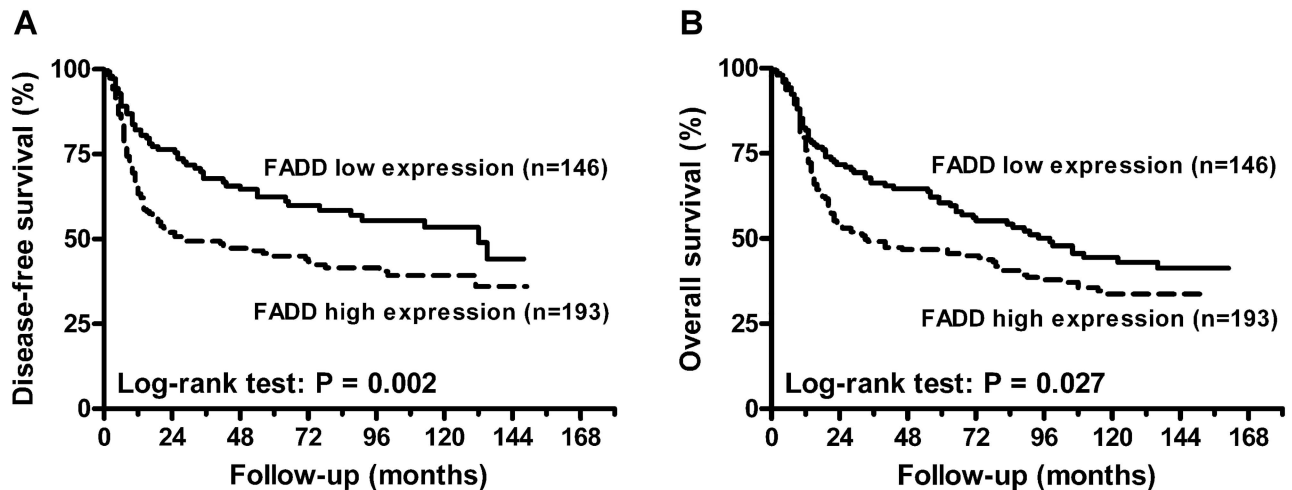 A
Disease-free survival (%)
100
75
50
25
0
FADD low expression (n=146)
FADD high expression (n=193)
Log-rank test: P = 0.002
0 24 48 72 96 120 144 168
Follow-up (months)
B
Overall survival (%)
100
75
50
25
0
FADD low expression (n=146)
FADD high expression (n=193)
Log-rank test: P = 0.027
0 24 48 72 96 120 144 168
Follow-up (months)